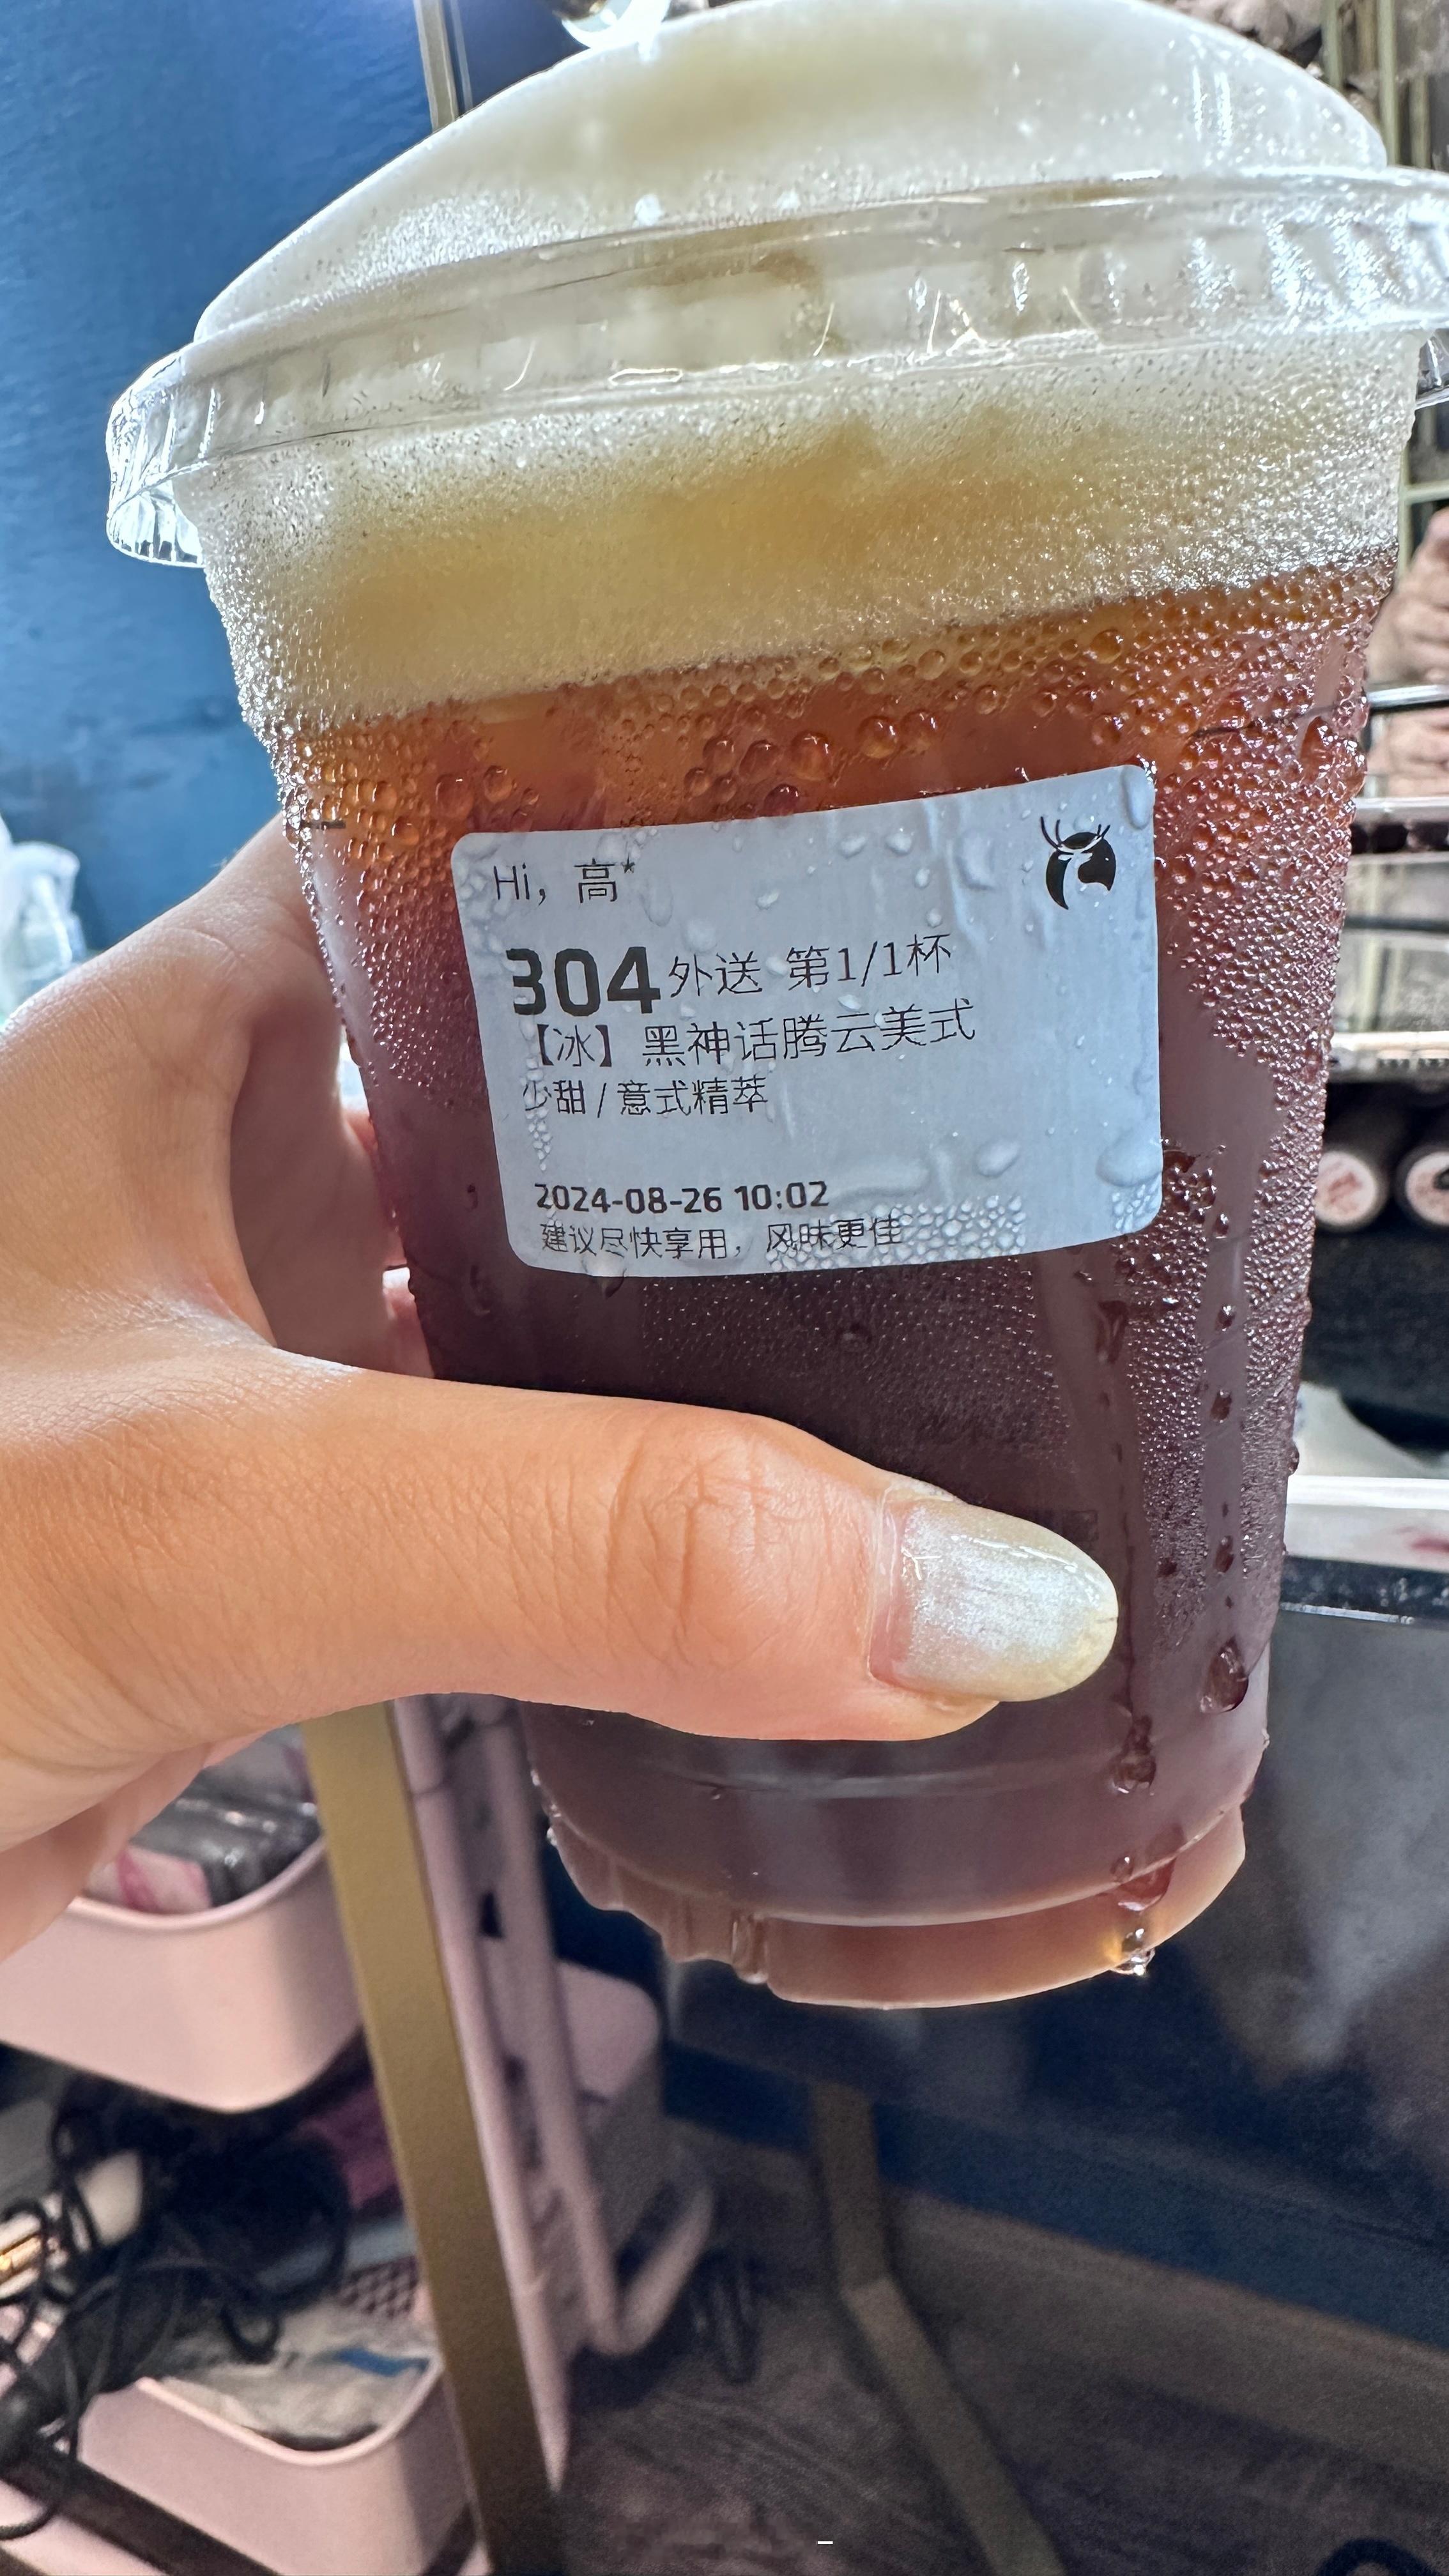 Hi, 高*
304外送 第1/1杯
【冰】黑神话腾云美式
少甜 / 意式精萃
2024-08-26 10:02
建议尽快享用，风味更佳